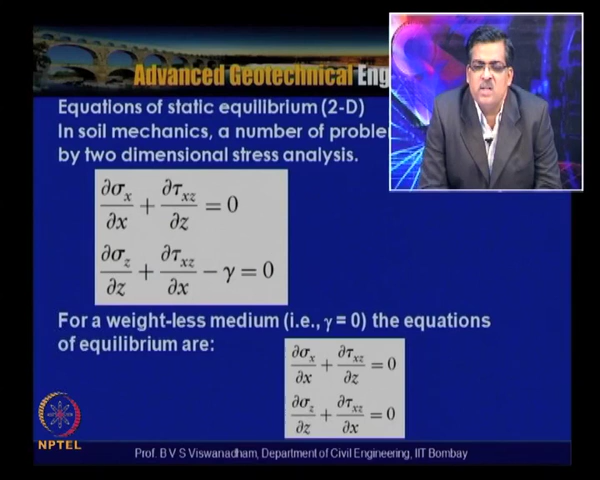 Advanced Geotechnical Eng
Equations of static equilibrium (2-D)
In soil mechanics, a number of proble
by two dimensional stress analysis.
∂σₓ/∂x + ∂τₓz/∂z = 0
∂σz/∂z + ∂τₓz/∂x − γ = 0
For a weight-less medium (i.e., γ = 0) the equations
of equilibrium are:
∂σₓ/∂x + ∂τₓz/∂z = 0
∂σz/∂z + ∂τₓz/∂x = 0
NPTEL
Prof. B V S Viswanadham, Department of Civil Engineering, IIT Bombay